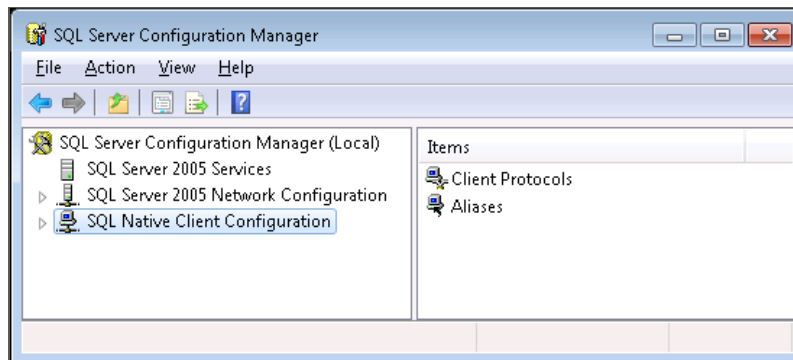 SQL Server Configuration Manager
File Action View Help
SQL Server Configuration Manager (Local)
SQL Server 2005 Services
SQL Server 2005 Network Configuration
SQL Native Client Configuration
Items
Client Protocols
Aliases